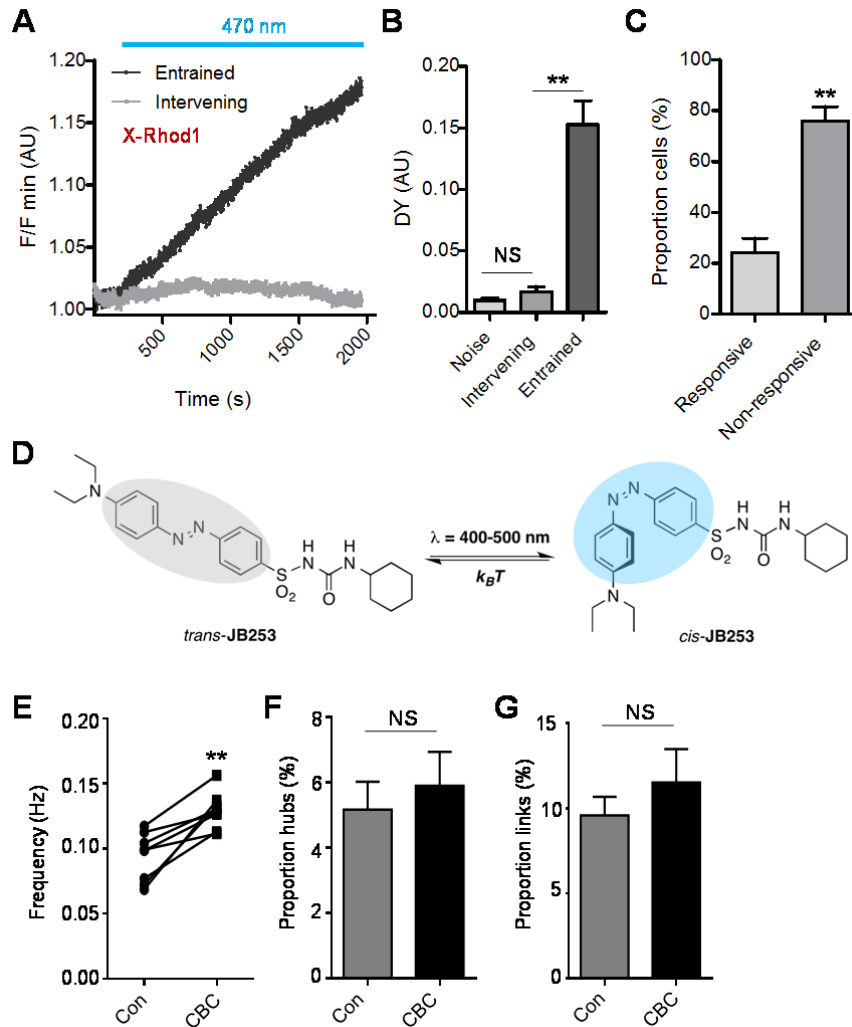 A
470 nm
1.20
1.15
1.10
1.05
1.00
F/F min (AU)
Entrained
Intervening
X-Rhod1
500
1000
1500
2000
Time (s)
B
0.20
0.15
0.10
0.05
0.00
DY (AU)
NS
**
Noise
Intervening
Entrained
C
100
80
60
40
20
0
Proportion cells (%)
**
Responsive
Non-responsive
D
N
N
N
S
O2
H
N
O
H
N
trans-JB253
λ = 400-500 nm
kBT
N
N
N
S
O2
H
N
O
H
N
cis-JB253
E
0.20
0.15
0.10
0.05
0.00
Frequency (Hz)
**
Con
CBC
F
8
6
4
2
0
Proportion hubs (%)
NS
Con
CBC
G
15
10
5
0
Proportion links (%)
NS
Con
CBC